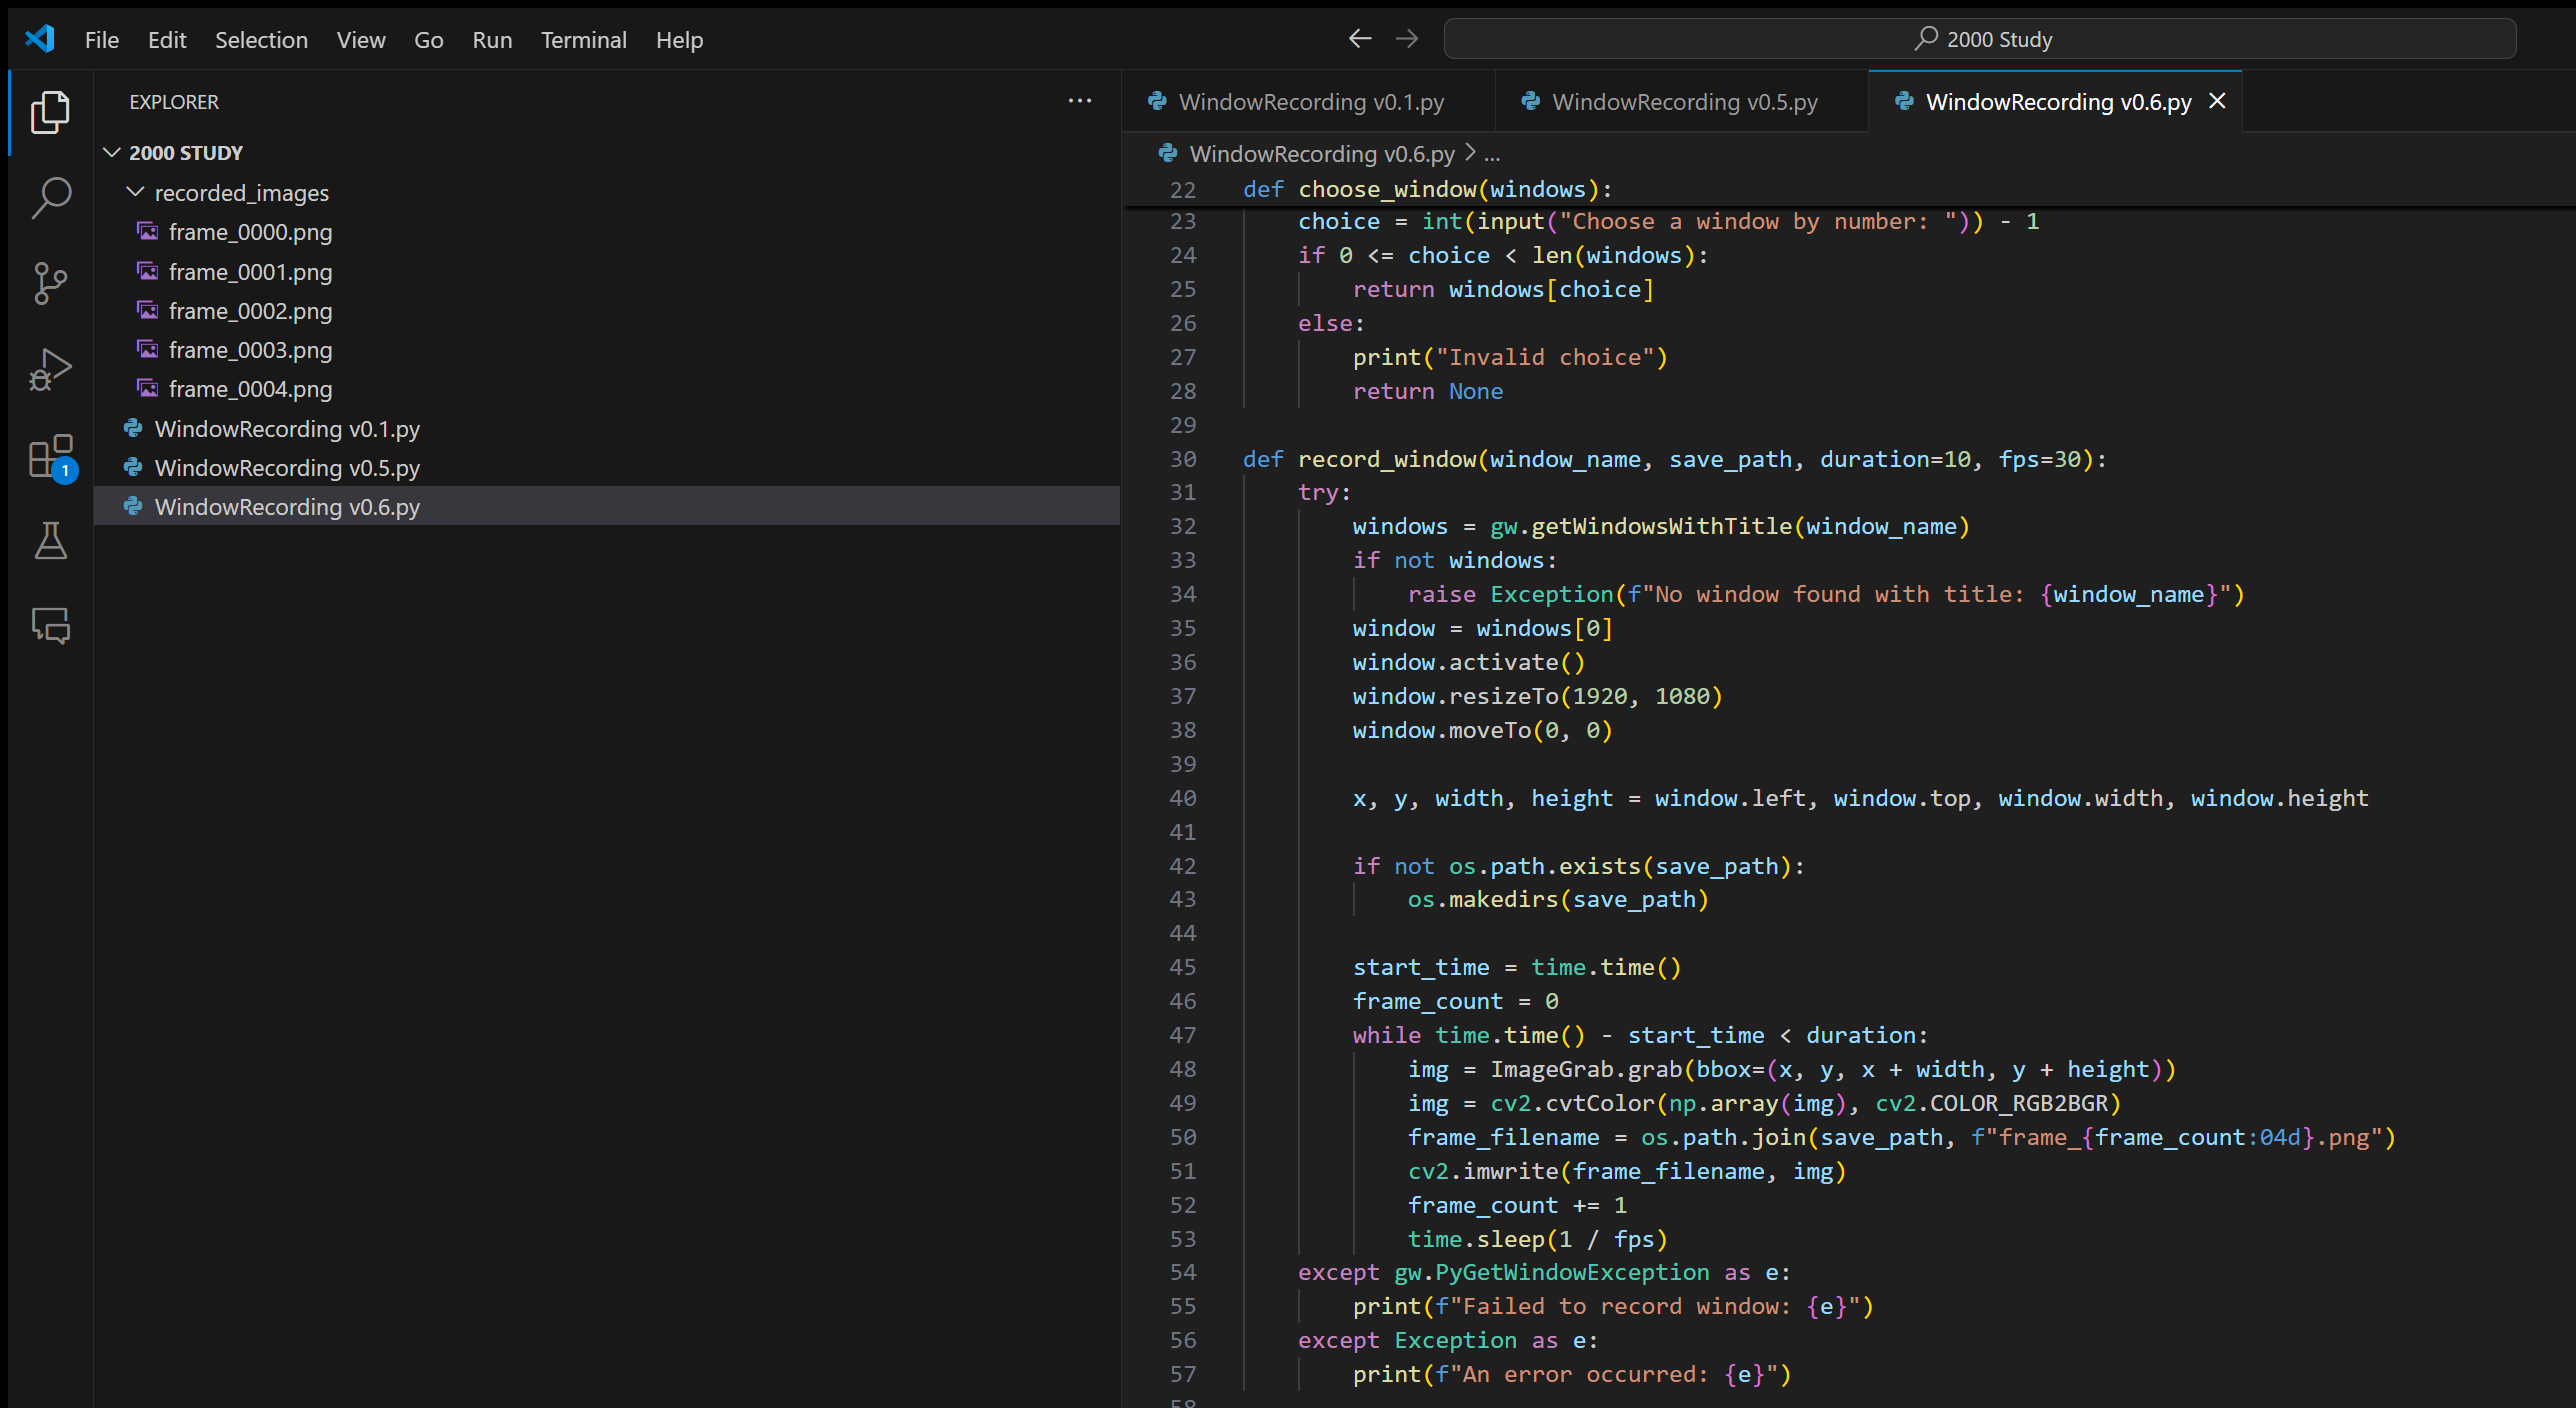 File Edit Selection View Go Run Terminal Help
2000 Study
EXPLORER
2000 STUDY
recorded_images
frame_0000.png
frame_0001.png
frame_0002.png
frame_0003.png
frame_0004.png
WindowRecording v0.1.py
WindowRecording v0.5.py
WindowRecording v0.6.py
1
WindowRecording v0.1.py WindowRecording v0.5.py WindowRecording v0.6.py
WindowRecording v0.6.py > ...
22 def choose_window(windows):
23 choice = int(input("Choose a window by number: ")) - 1
24 if 0 <= choice < len(windows):
25 return windows[choice]
26 else:
27 print("Invalid choice")
28 return None
29
30 def record_window(window_name, save_path, duration=10, fps=30):
31 try:
32 windows = gw.getWindowsWithTitle(window_name)
33 if not windows:
34 raise Exception(f"No window found with title: {window_name}")
35 window = windows[0]
36 window.activate()
37 window.resizeTo(1920, 1080)
38 window.moveTo(0, 0)
39
40 x, y, width, height = window.left, window.top, window.width, window.height
41
42 if not os.path.exists(save_path):
43 os.makedirs(save_path)
44
45 start_time = time.time()
46 frame_count = 0
47 while time.time() - start_time < duration:
48 img = ImageGrab.grab(bbox=(x, y, x + width, y + height))
49 img = cv2.cvtColor(np.array(img), cv2.COLOR_RGB2BGR)
50 frame_filename = os.path.join(save_path, f"frame_{frame_count:04d}.png")
51 cv2.imwrite(frame_filename, img)
52 frame_count += 1
53 time.sleep(1 / fps)
54 except gw.PyGetWindowException as e:
55 print(f"Failed to record window: {e}")
56 except Exception as e:
57 print(f"An error occurred: {e}")
58